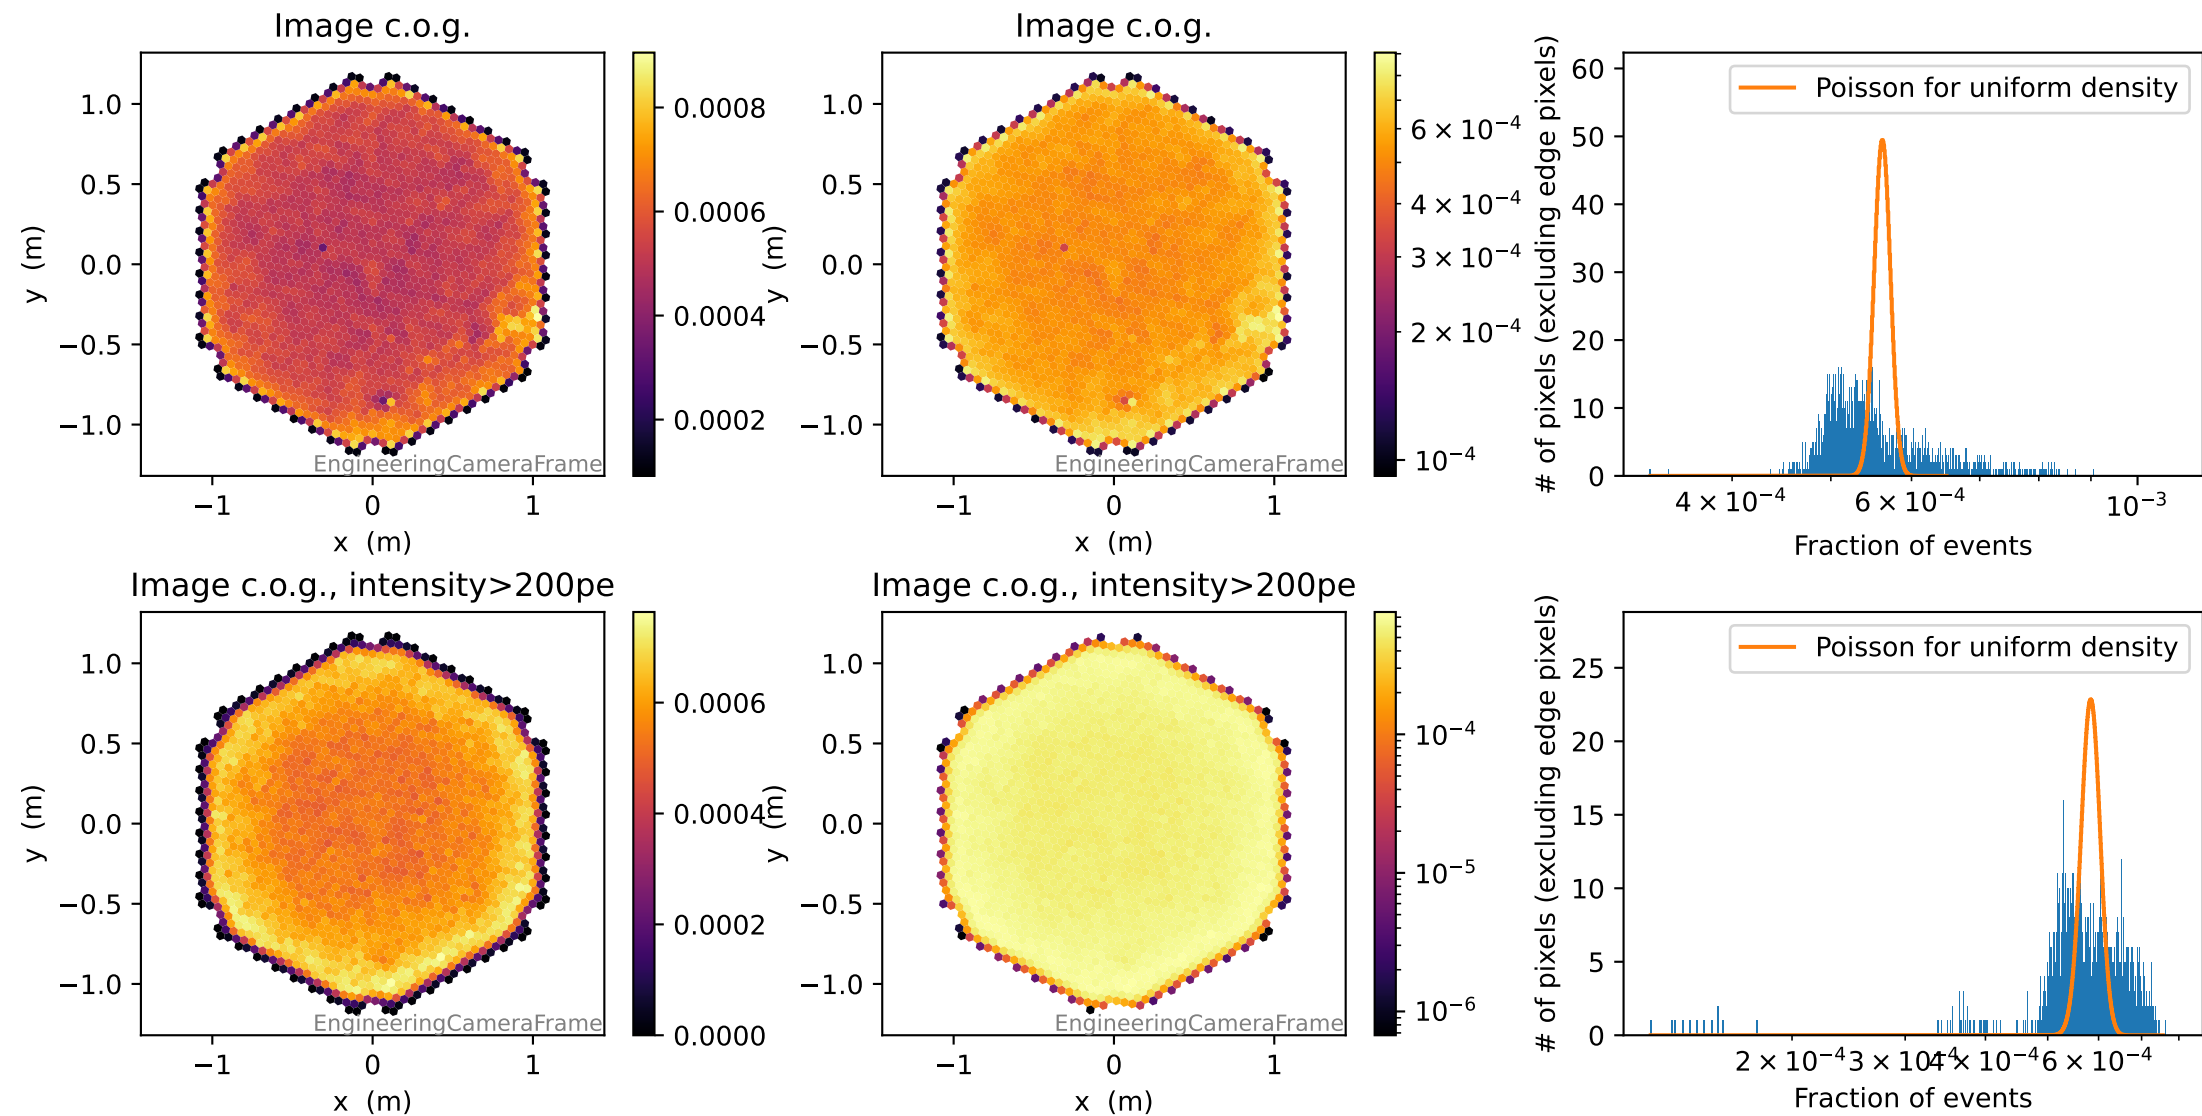 Image c.o.g.
1.0
0.5
0.0
−0.5
−1.0
y (m)
−1
0
1
x (m)
EngineeringCameraFrame
0.0008
0.0006
0.0004
0.0002
Image c.o.g.
1.0
0.5
0.0
−0.5
−1.0
y (m)
−1
0
1
x (m)
EngineeringCameraFrame
6 × 10⁻⁴
4 × 10⁻⁴
3 × 10⁻⁴
2 × 10⁻⁴
10⁻⁴
# of pixels (excluding edge pixels)
60
50
40
30
20
10
0
Poisson for uniform density
4 × 10⁻⁴
6 × 10⁻⁴
10⁻³
Fraction of events
Image c.o.g., intensity>200pe
1.0
0.5
0.0
−0.5
−1.0
y (m)
−1
0
1
x (m)
EngineeringCameraFrame
0.0006
0.0004
0.0002
0.0000
Image c.o.g., intensity>200pe
1.0
0.5
0.0
−0.5
−1.0
y (m)
−1
0
1
x (m)
EngineeringCameraFrame
10⁻⁴
10⁻⁵
10⁻⁶
# of pixels (excluding edge pixels)
25
20
15
10
5
0
Poisson for uniform density
2 × 10⁻⁴
3 × 10⁻⁴
4 × 10⁻⁴
6 × 10⁻⁴
Fraction of events